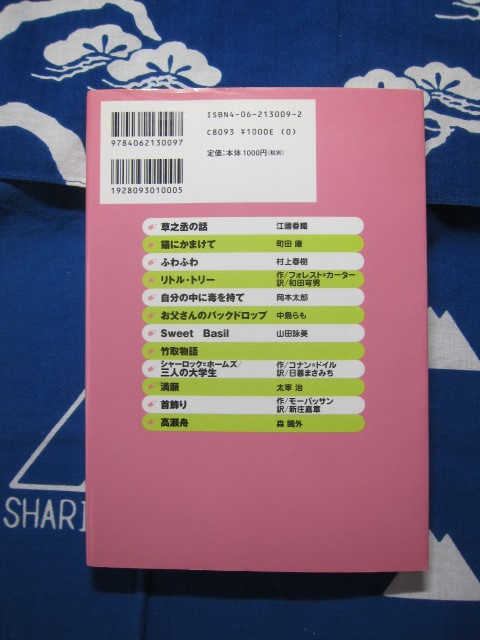 ISBN4-06-213009-2
C8093 ¥1000E (0)
定価:本体1000円(税別)
9784062130097
1928093010005
草之丞の話 江國香織
猫にかまけて 町田 康
ふわふわ 村上春樹
リトル・トリー 作/フォレスト=カーター
訳/和田穹男
自分の中に毒を持て 岡本太郎
お父さんのバックドロップ 中島らも
Sweet Basil 山田詠美
竹取物語
シャーロック=ホームズ/
三人の大学生 作/コナン=ドイル
訳/日暮まさみち
満願 太宰 治
首飾り 作/モーパッサン
訳/新庄嘉章
高瀬舟 森 鷗外
SHARI